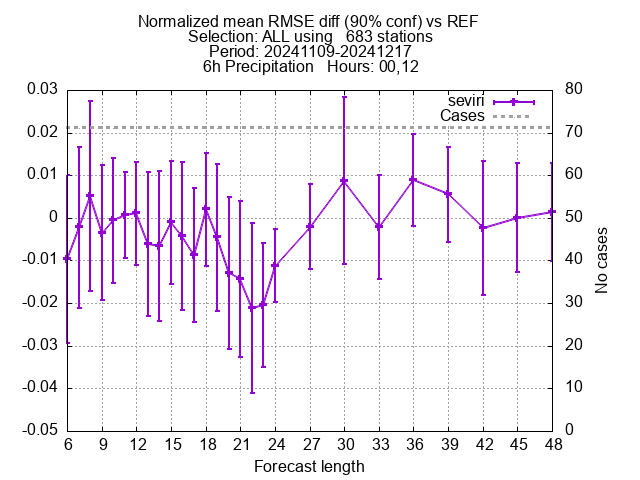 Normalized mean RMSE diff (90% conf) vs REF
Selection: ALL using   683 stations
Period: 20241109-20241217
6h Precipitation   Hours: 00,12
seviri
Cases
0.03
0.02
0.01
0
-0.01
-0.02
-0.03
-0.04
-0.05
80
70
60
50
40
30
20
10
0
No cases
6 9 12 15 18 21 24 27 30 33 36 39 42 45 48
Forecast length